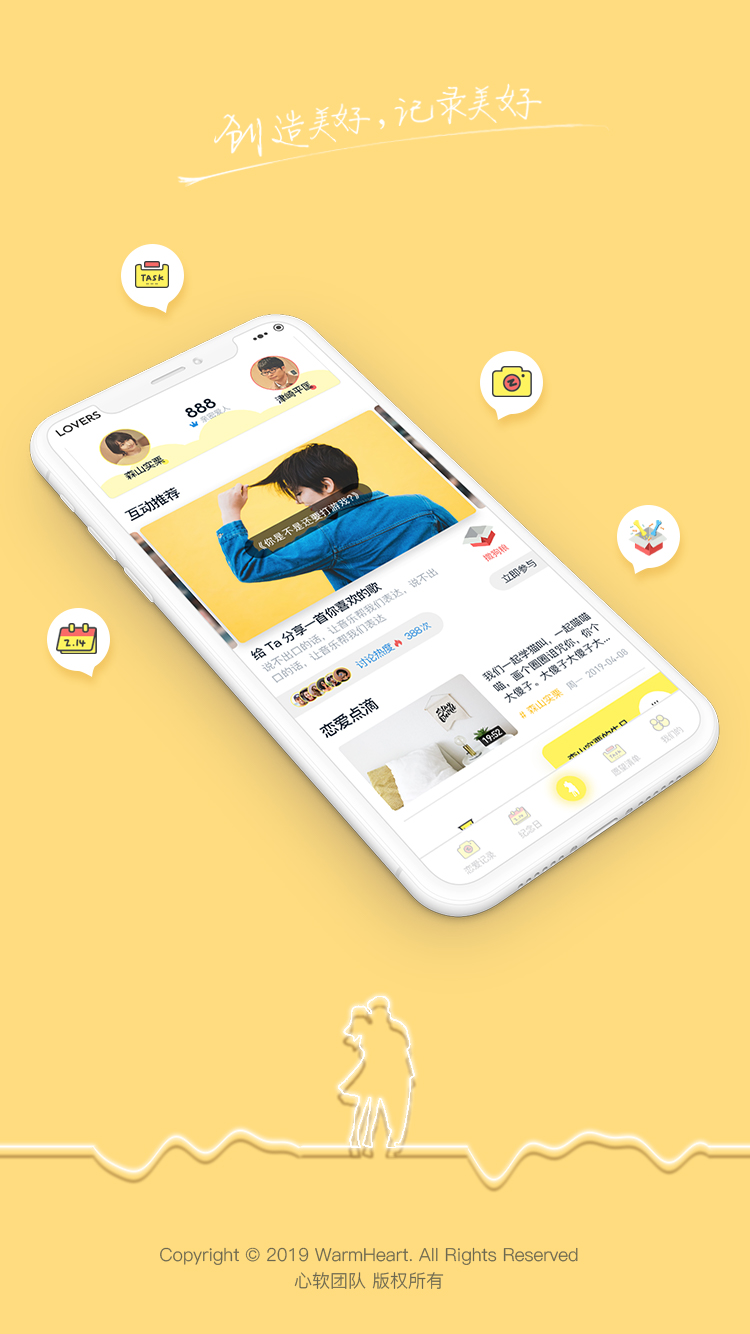 创造美好,记录美好
TASK
Z
2.14
LOVERS
888
亲密爱人
森山实栗
津崎平匡
互动推荐
《你是不是还要打游戏?》
给 Ta 分享一首你喜欢的歌
说不出口的话,让音乐帮我们表达,说不出
口的话,让音乐帮我们表达
撒狗粮
立即参与
讨论热度 388次
恋爱点滴
19:52
我们一起学猫叫,一起喵喵
喵,画个圈圈诅咒你,你个
大傻子。大傻子大傻子大...
# 森山实栗 周一 2019-04-08
恋爱记录
纪念日
愿望清单
我们的
Copyright © 2019 WarmHeart. All Rights Reserved
心软团队 版权所有